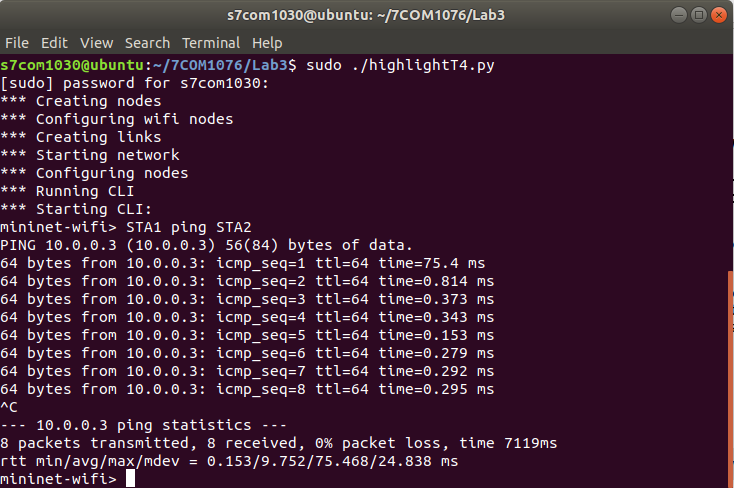 s7com1030@ubuntu: ~/7COM1076/Lab3
File Edit View Search Terminal Help
s7com1030@ubuntu:~/7COM1076/Lab3$ sudo ./highlightT4.py
[sudo] password for s7com1030:
*** Creating nodes
*** Configuring wifi nodes
*** Creating links
*** Starting network
*** Configuring nodes
*** Running CLI
*** Starting CLI:
mininet-wifi> STA1 ping STA2
PING 10.0.0.3 (10.0.0.3) 56(84) bytes of data.
64 bytes from 10.0.0.3: icmp_seq=1 ttl=64 time=75.4 ms
64 bytes from 10.0.0.3: icmp_seq=2 ttl=64 time=0.814 ms
64 bytes from 10.0.0.3: icmp_seq=3 ttl=64 time=0.373 ms
64 bytes from 10.0.0.3: icmp_seq=4 ttl=64 time=0.343 ms
64 bytes from 10.0.0.3: icmp_seq=5 ttl=64 time=0.153 ms
64 bytes from 10.0.0.3: icmp_seq=6 ttl=64 time=0.279 ms
64 bytes from 10.0.0.3: icmp_seq=7 ttl=64 time=0.292 ms
64 bytes from 10.0.0.3: icmp_seq=8 ttl=64 time=0.295 ms
^C
--- 10.0.0.3 ping statistics ---
8 packets transmitted, 8 received, 0% packet loss, time 7119ms
rtt min/avg/max/mdev = 0.153/9.752/75.468/24.838 ms
mininet-wifi>